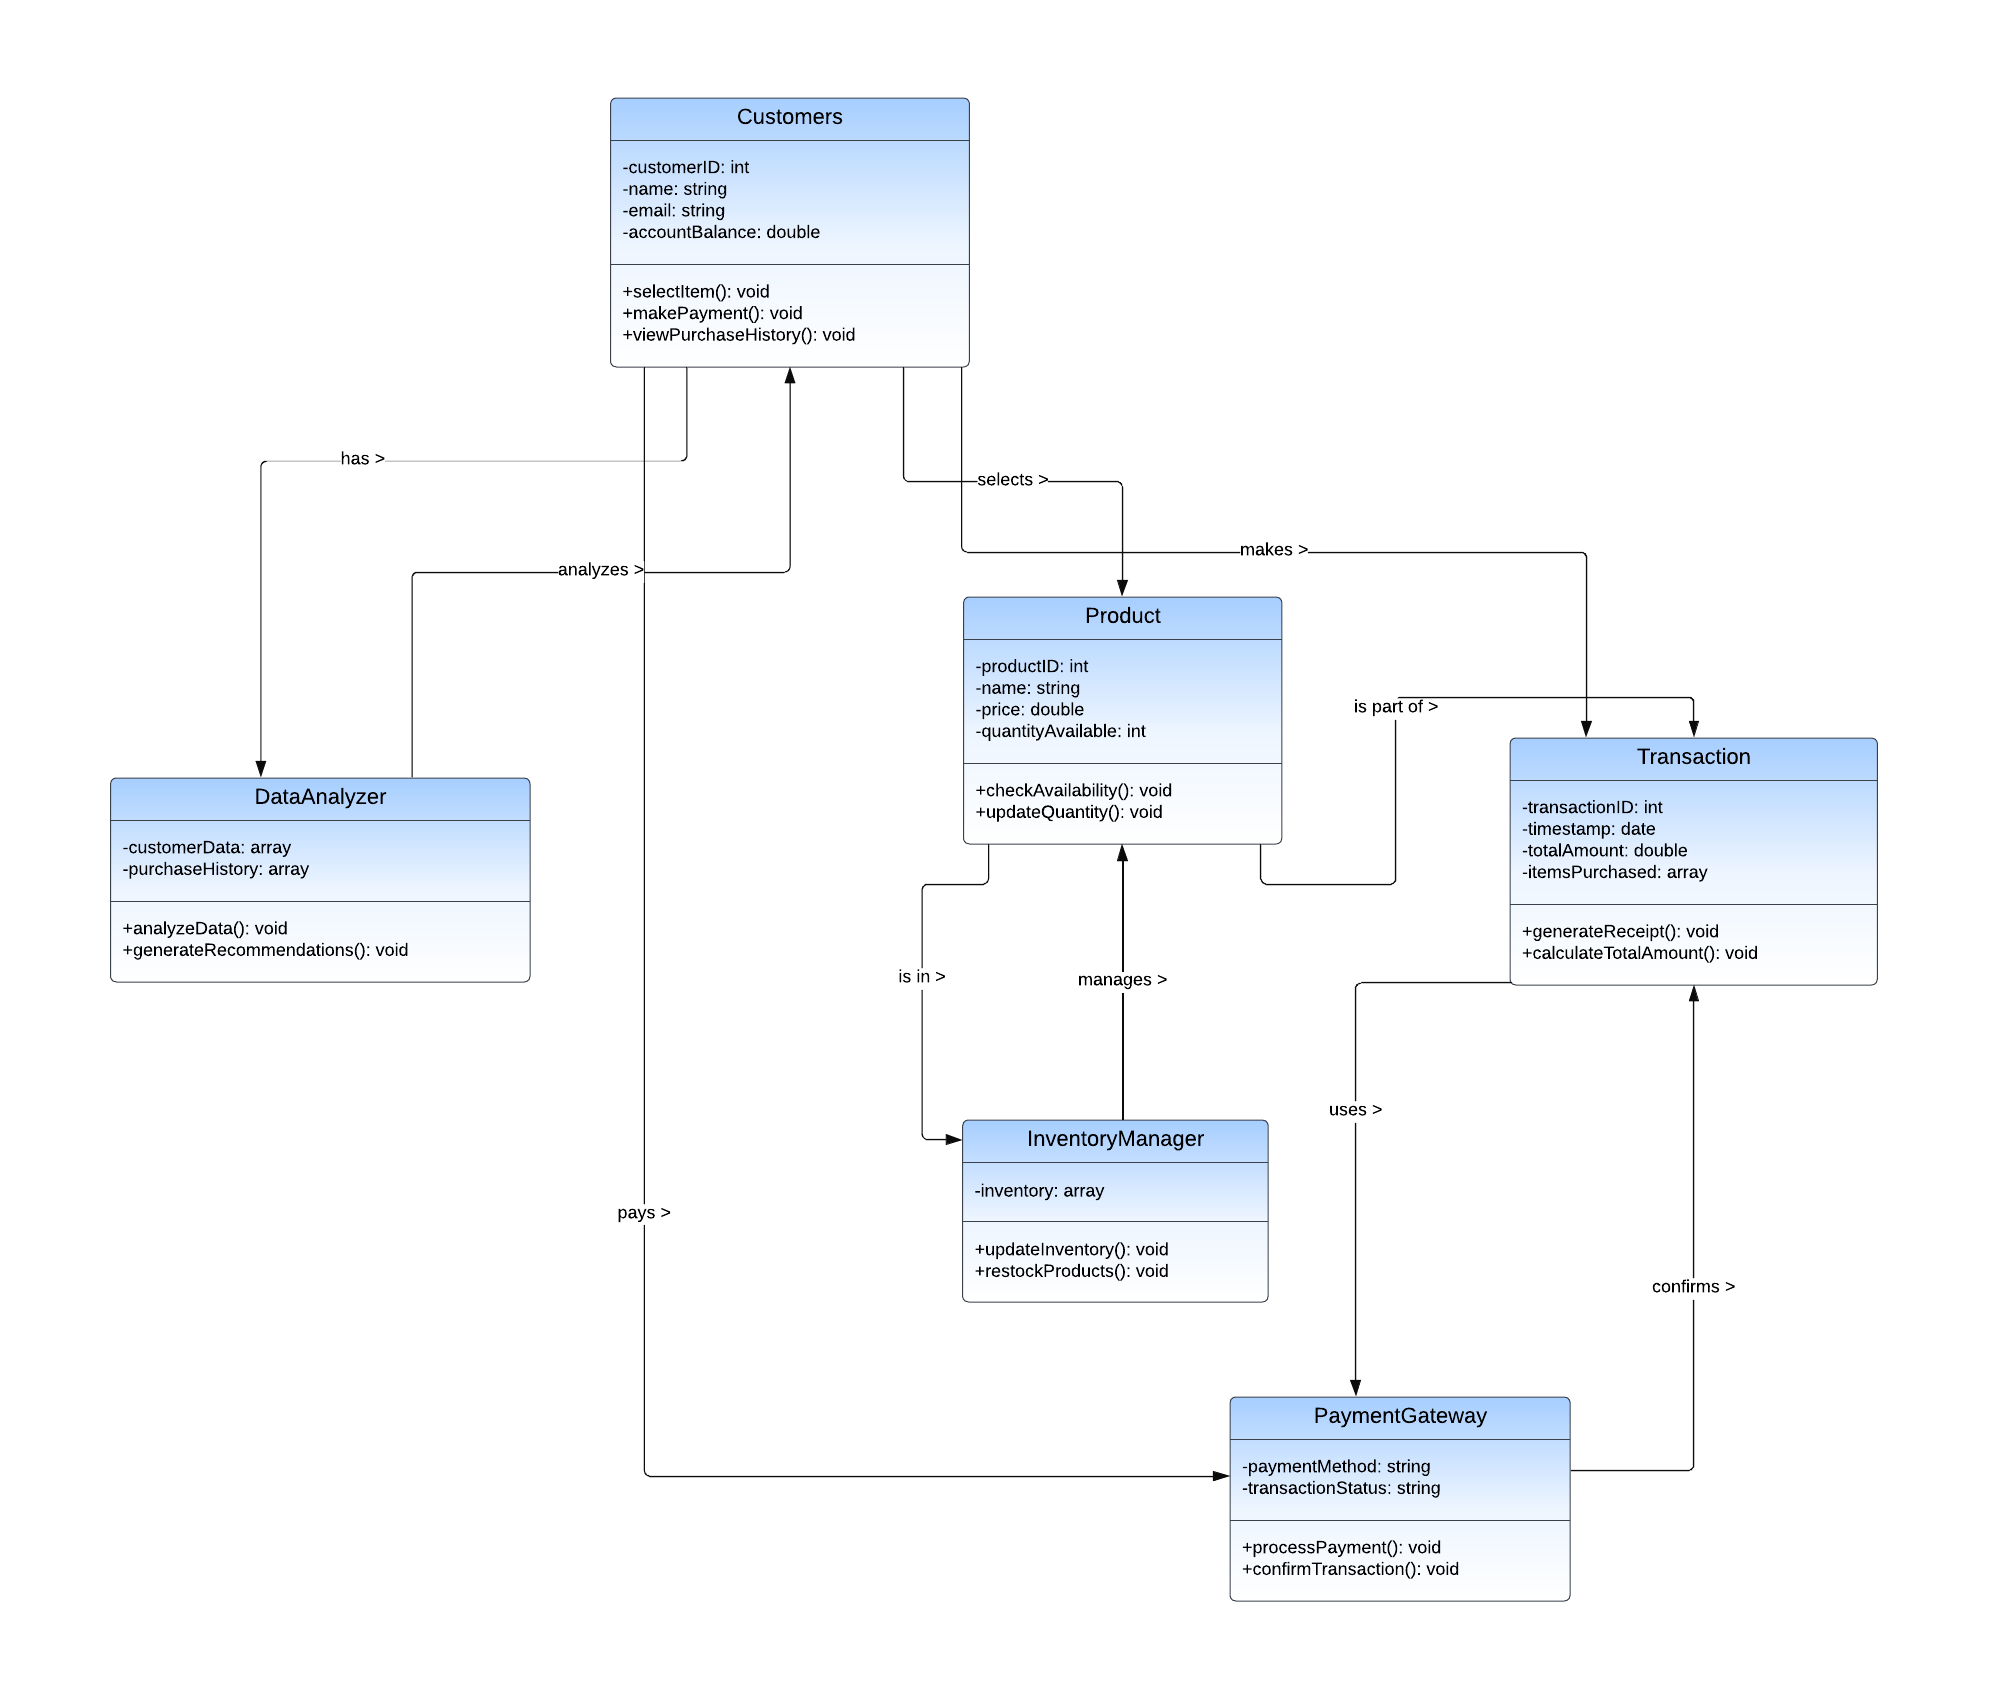 Customers
-customerID: int
-name: string
-email: string
-accountBalance: double
+selectItem(): void
+makePayment(): void
+viewPurchaseHistory(): void
has >
selects >
makes >
analyzes >
Product
-productID: int
-name: string
-price: double
-quantityAvailable: int
+checkAvailability(): void
+updateQuantity(): void
is part of >
Transaction
-transactionID: int
-timestamp: date
-totalAmount: double
-itemsPurchased: array
+generateReceipt(): void
+calculateTotalAmount(): void
DataAnalyzer
-customerData: array
-purchaseHistory: array
+analyzeData(): void
+generateRecommendations(): void
is in >
manages >
uses >
InventoryManager
-inventory: array
+updateInventory(): void
+restockProducts(): void
pays >
confirms >
PaymentGateway
-paymentMethod: string
-transactionStatus: string
+processPayment(): void
+confirmTransaction(): void